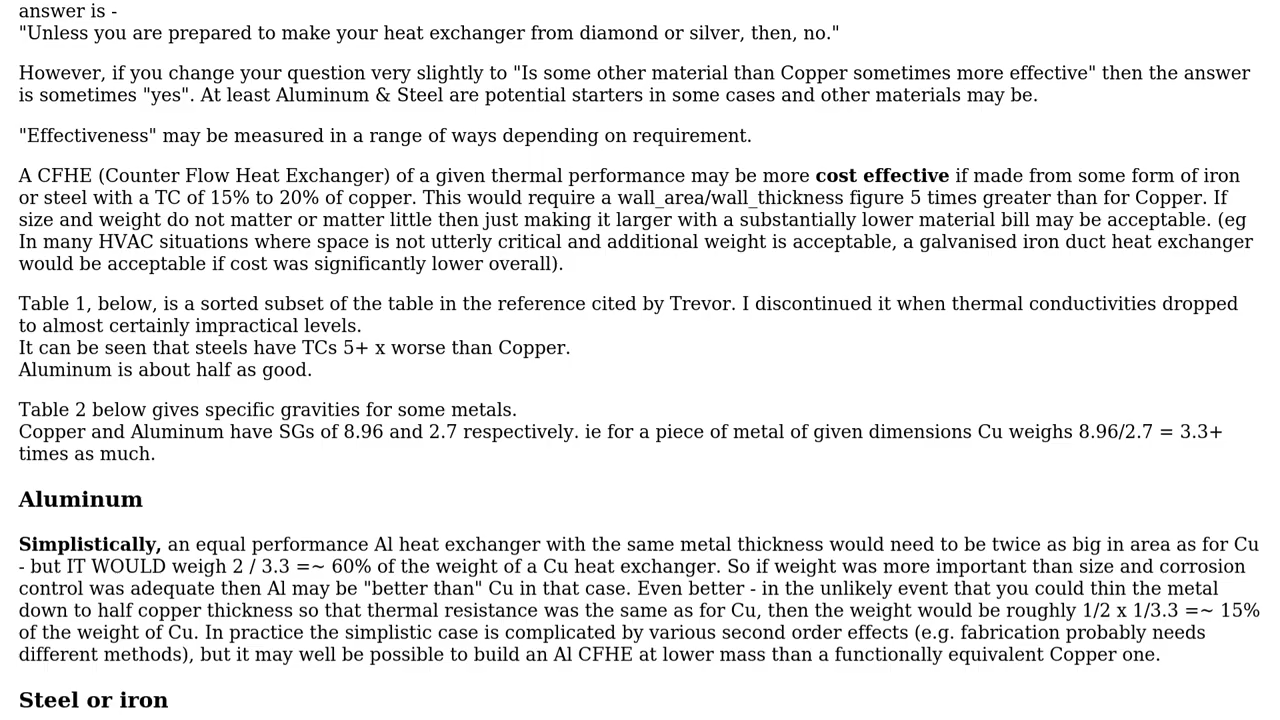 answer is -
"Unless you are prepared to make your heat exchanger from diamond or silver, then, no."
However, if you change your question very slightly to "Is some other material than Copper sometimes more effective" then the answer
is sometimes "yes". At least Aluminum & Steel are potential starters in some cases and other materials may be.
"Effectiveness" may be measured in a range of ways depending on requirement.
A CFHE (Counter Flow Heat Exchanger) of a given thermal performance may be more cost effective if made from some form of iron
or steel with a TC of 15% to 20% of copper. This would require a wall_area/wall_thickness figure 5 times greater than for Copper. If
size and weight do not matter or matter little then just making it larger with a substantially lower material bill may be acceptable. (eg
In many HVAC situations where space is not utterly critical and additional weight is acceptable, a galvanised iron duct heat exchanger
would be acceptable if cost was significantly lower overall).
Table 1, below, is a sorted subset of the table in the reference cited by Trevor. I discontinued it when thermal conductivities dropped
to almost certainly impractical levels.
It can be seen that steels have TCs 5+ x worse than Copper.
Aluminum is about half as good.
Table 2 below gives specific gravities for some metals.
Copper and Aluminum have SGs of 8.96 and 2.7 respectively. ie for a piece of metal of given dimensions Cu weighs 8.96/2.7 = 3.3+
times as much.
Aluminum
Simplistically, an equal performance Al heat exchanger with the same metal thickness would need to be twice as big in area as for Cu
- but IT WOULD weigh 2 / 3.3 =~ 60% of the weight of a Cu heat exchanger. So if weight was more important than size and corrosion
control was adequate then Al may be "better than" Cu in that case. Even better - in the unlikely event that you could thin the metal
down to half copper thickness so that thermal resistance was the same as for Cu, then the weight would be roughly 1/2 x 1/3.3 =~ 15%
of the weight of Cu. In practice the simplistic case is complicated by various second order effects (e.g. fabrication probably needs
different methods), but it may well be possible to build an Al CFHE at lower mass than a functionally equivalent Copper one.
Steel or iron